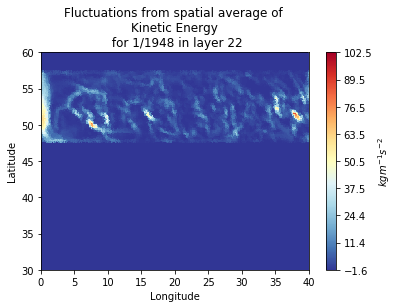 Fluctuations from spatial average of
Kinetic Energy
for 1/1948 in layer 22
60
55
50
45
40
35
30
Latitude
0 5 10 15 20 25 30 35 40
Longitude
102.5
89.5
76.5
63.5
50.5
37.5
24.4
11.4
−1.6
kgm⁻¹s⁻²